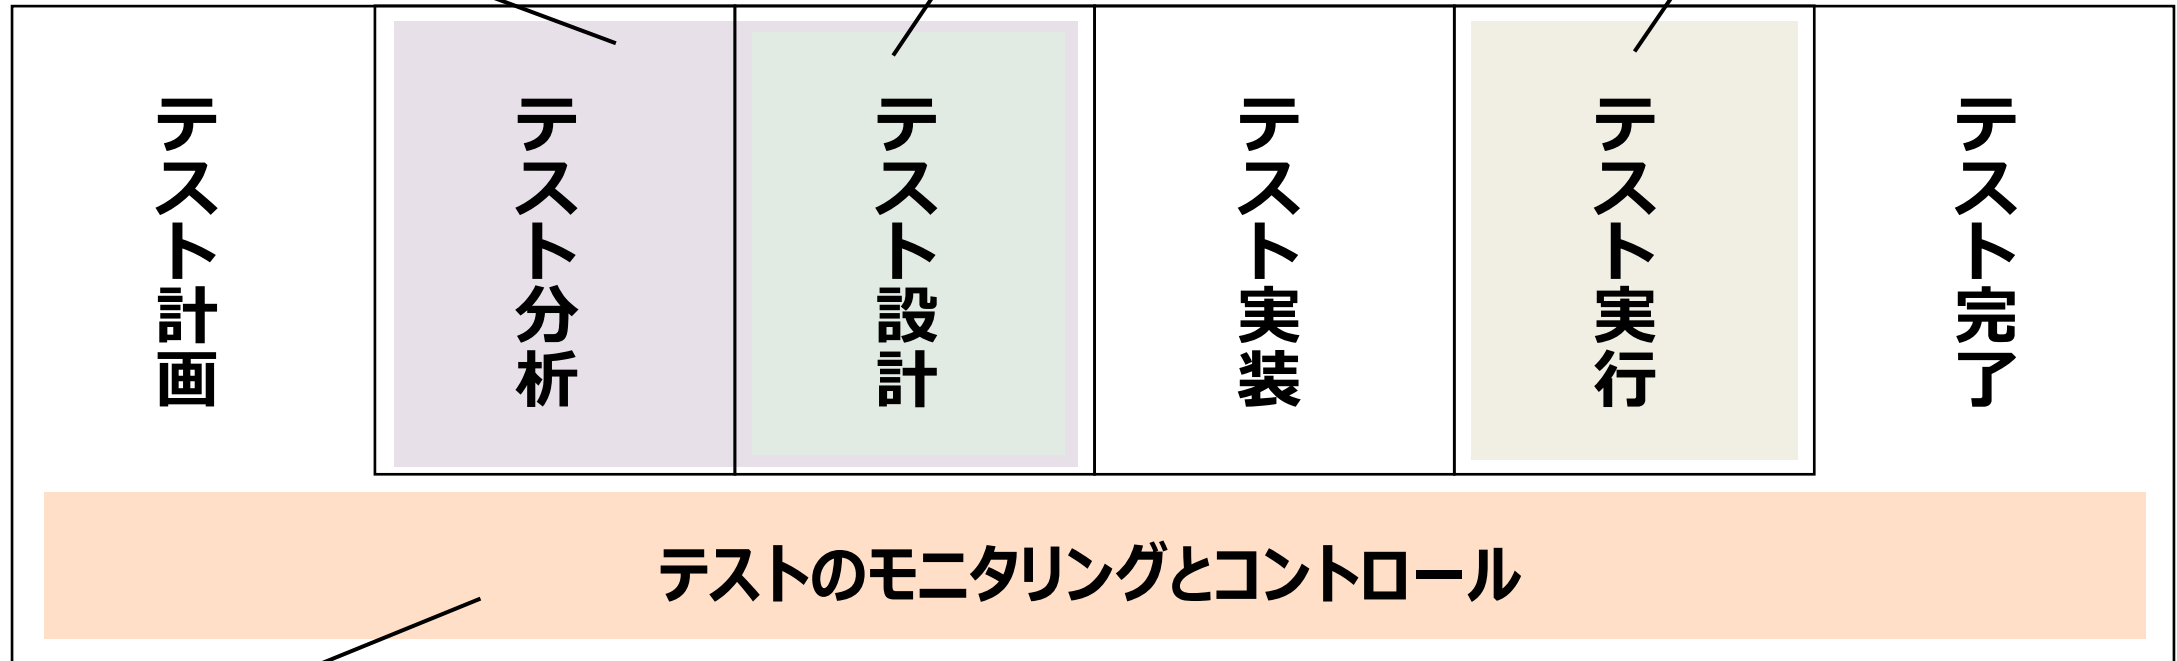 テスト計画
テスト分析
テスト設計
テスト実装
テスト実行
テスト完了
テストのモニタリングとコントロール